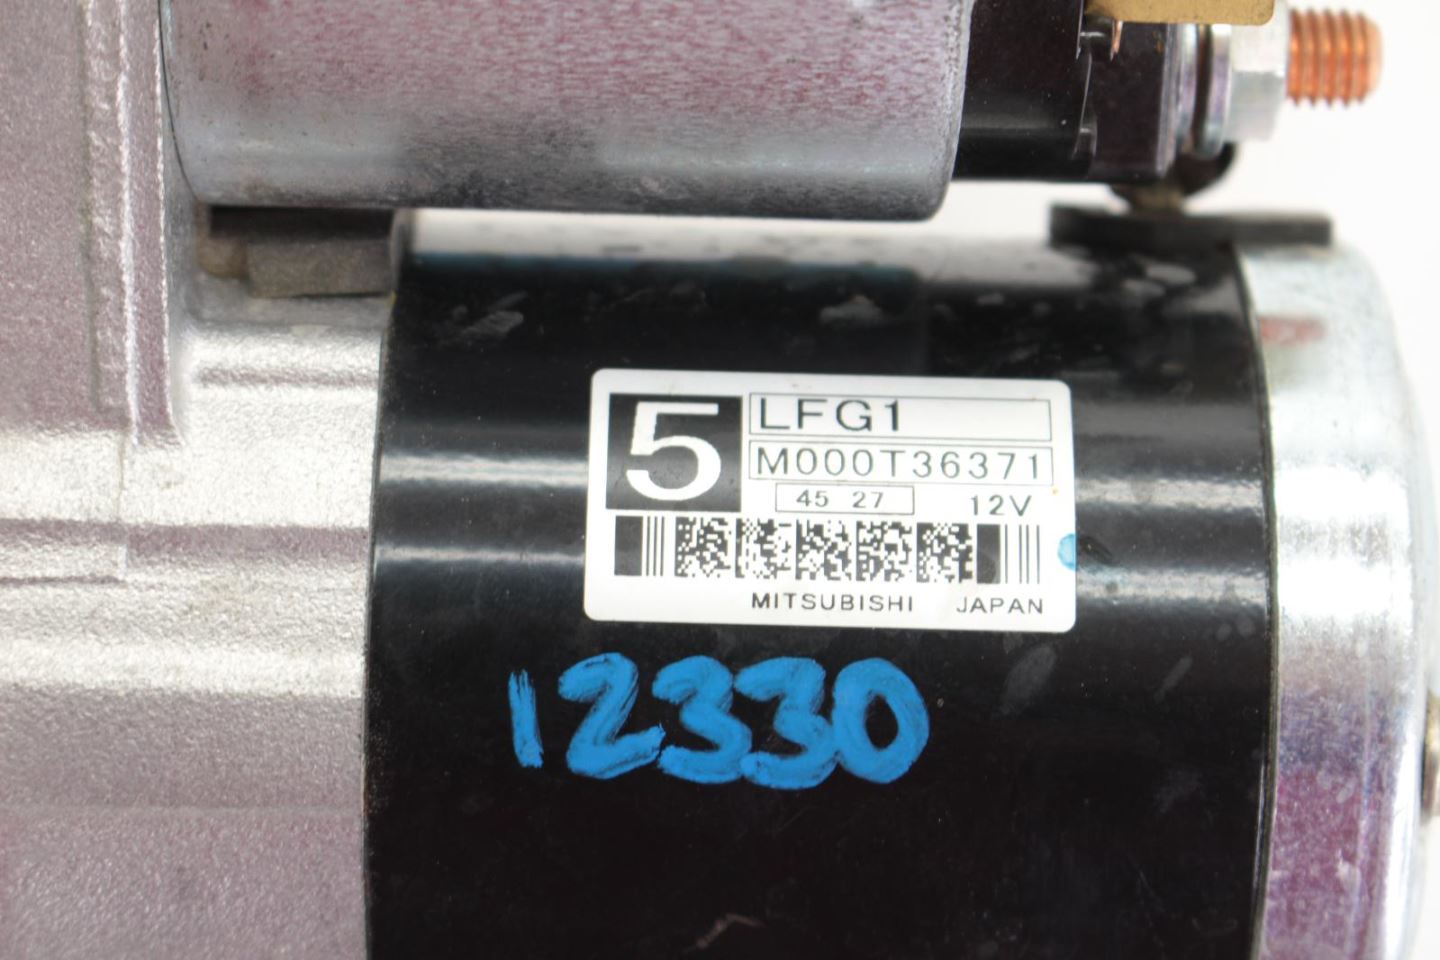 5 LFG1
M000T36371
45 27 12V
MITSUBISHI JAPAN
12330